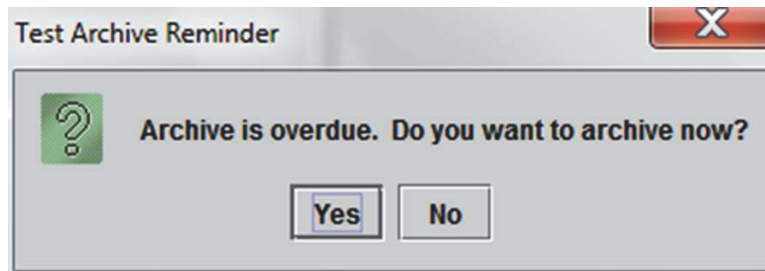 Test Archive Reminder
Archive is overdue. Do you want to archive now?
Yes
No